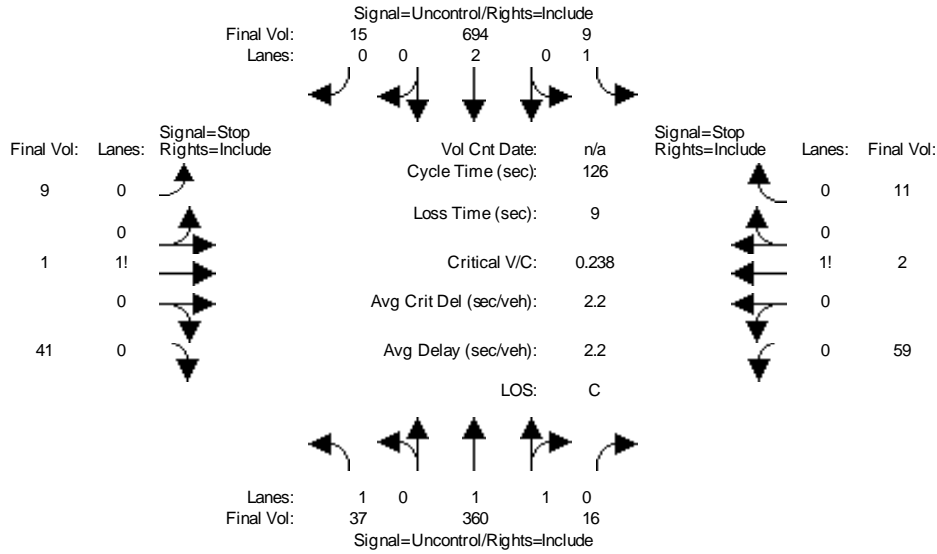 Signal=Uncontrol/Rights=Include
Final Vol: 15 694 9
Lanes: 0 0 2 0 1
Signal=Stop Signal=Stop
Final Vol: Lanes: Rights=Include Vol Cnt Date: n/a Rights=Include Lanes: Final Vol:
Cycle Time (sec): 126
9 0 0 11
Loss Time (sec): 9
0 0
1 1! Critical V/C: 0.238 1! 2
0 Avg Crit Del (sec/veh): 2.2 0
41 0 Avg Delay (sec/veh): 2.2 0 59
LOS: C
Lanes: 1 0 1 1 0
Final Vol: 37 360 16
Signal=Uncontrol/Rights=Include